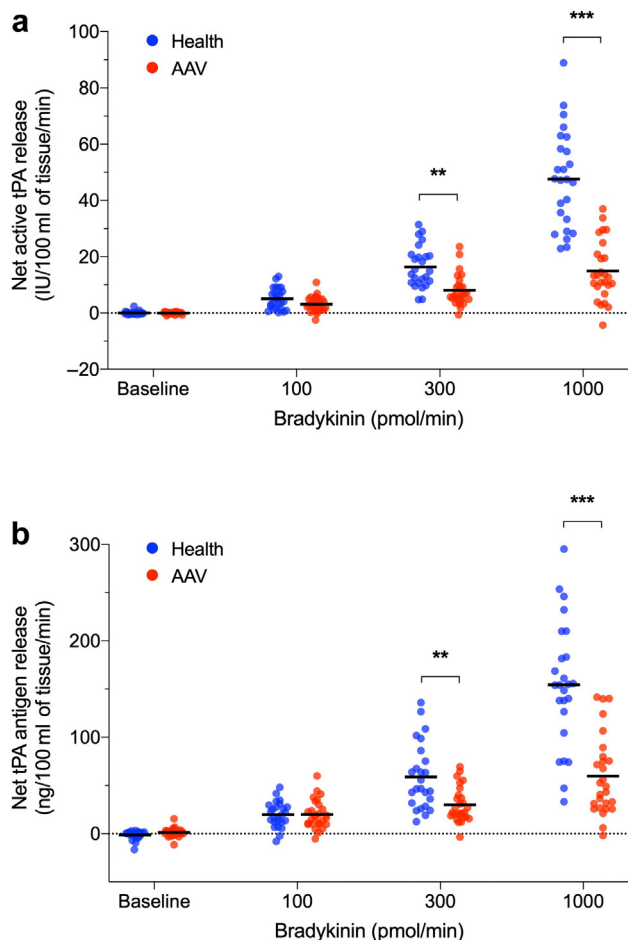 a
Health
AAV
***
**
Net active tPA release
(IU/100 ml of tissue/min)
100
80
60
40
20
0
–20
Baseline
100
300
1000
Bradykinin (pmol/min)
b
Health
AAV
***
**
Net tPA antigen release
(ng/100 ml of tissue/min)
300
200
100
0
Baseline
100
300
1000
Bradykinin (pmol/min)